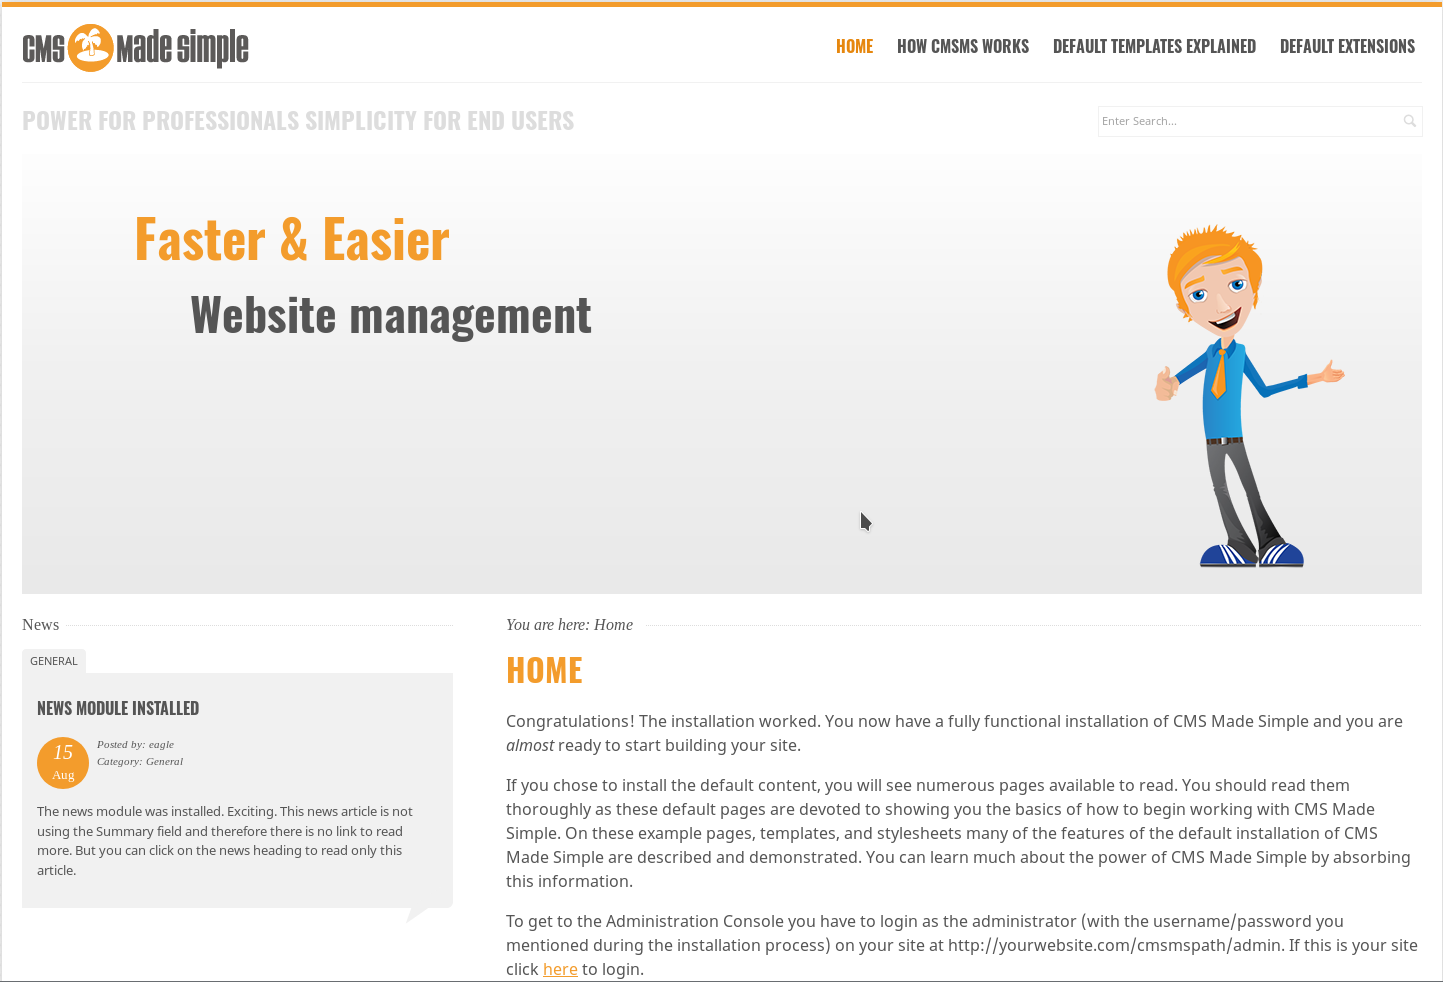 CMS Made Simple
HOME HOW CMSMS WORKS DEFAULT TEMPLATES EXPLAINED DEFAULT EXTENSIONS
POWER FOR PROFESSIONALS SIMPLICITY FOR END USERS
Enter Search...
Faster & Easier
Website management
News
GENERAL
NEWS MODULE INSTALLED
15
Aug
Posted by: eagle
Category: General
The news module was installed. Exciting. This news article is not
using the Summary field and therefore there is no link to read
more. But you can click on the news heading to read only this
article.
You are here: Home
HOME
Congratulations! The installation worked. You now have a fully functional installation of CMS Made Simple and you are
almost ready to start building your site.
If you chose to install the default content, you will see numerous pages available to read. You should read them
thoroughly as these default pages are devoted to showing you the basics of how to begin working with CMS Made
Simple. On these example pages, templates, and stylesheets many of the features of the default installation of CMS
Made Simple are described and demonstrated. You can learn much about the power of CMS Made Simple by absorbing
this information.
To get to the Administration Console you have to login as the administrator (with the username/password you
mentioned during the installation process) on your site at http://yourwebsite.com/cmsmspath/admin. If this is your site
click here to login.